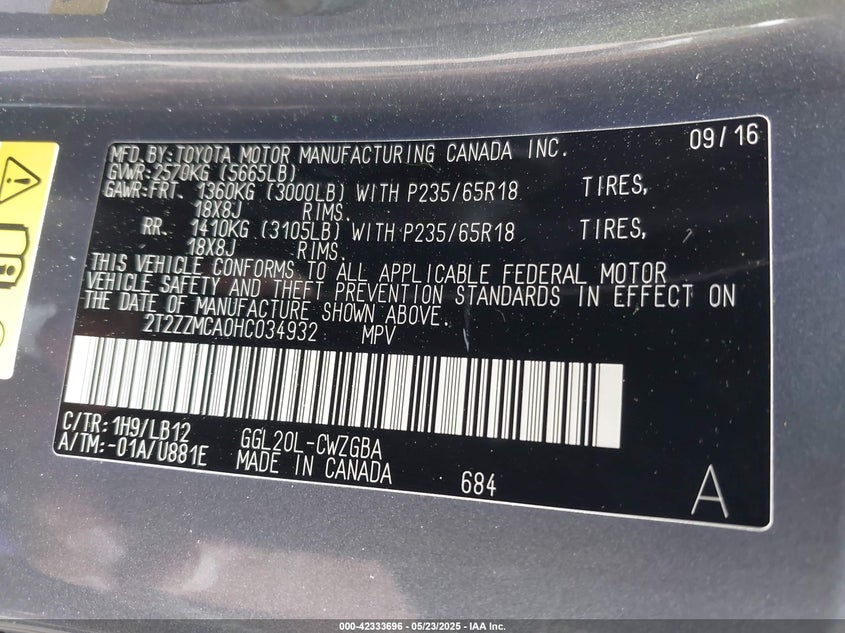 09/16
MFD.BY:TOYOTA MOTOR MANUFACTURING CANADA INC.
GVWR:2570KG (5665LB)
GAWR:FRT. 1360KG (3000LB) WITH P235/65R18 TIRES,
18X8J RIMS.
RR. 1410KG (3105LB) WITH P235/65R18 TIRES,
18X8J RIMS.
THIS VEHICLE CONFORMS TO ALL APPLICABLE FEDERAL MOTOR
VEHICLE SAFETY AND THEFT PREVENTION STANDARDS IN EFFECT ON
THE DATE OF MANUFACTURE SHOWN ABOVE.
2T2ZZMCA0HC034932 MPV
C/TR: 1H9/LB12
A/TM:-01A/U881E
GGL20L-CWZGBA
MADE IN CANADA
684
A
000-42333696 - 05/23/2025 - IAA Inc.